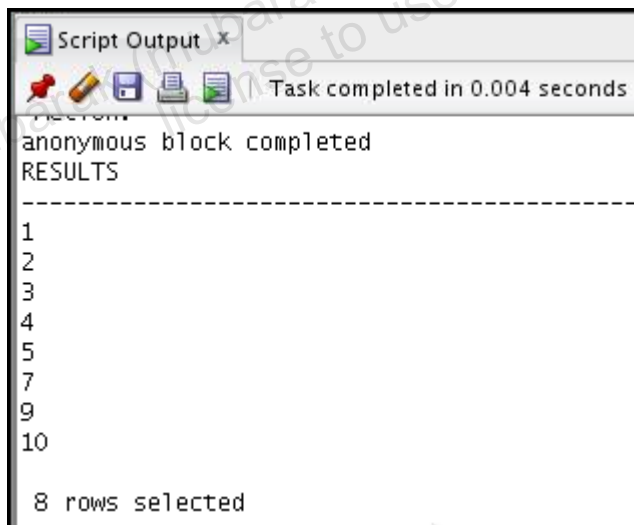 Script Output x
Task completed in 0.004 seconds
anonymous block completed
RESULTS
--------------------------------------------
1
2
3
4
5
7
9
10
8 rows selected